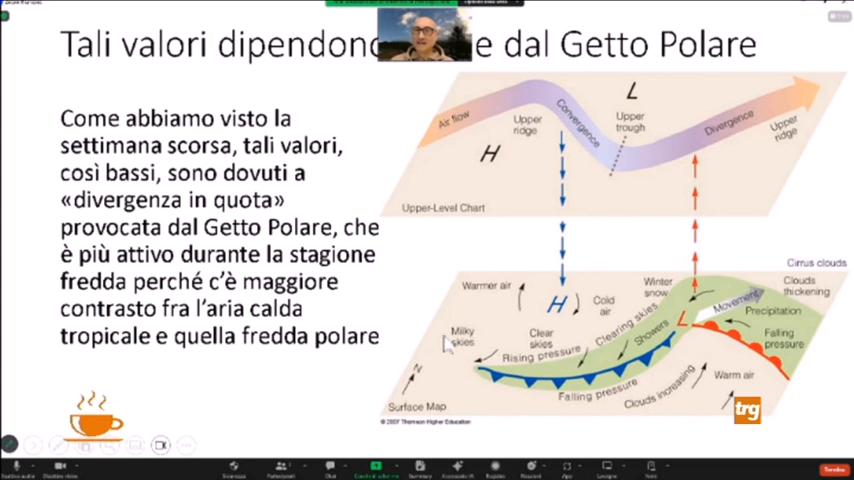 Tali valori dipendono e dal Getto Polare
Come abbiamo visto la
settimana scorsa, tali valori,
così bassi, sono dovuti a
«divergenza in quota»
provocata dal Getto Polare, che
è più attivo durante la stagione
fredda perché c'è maggiore
contrasto fra l'aria calda
tropicale e quella fredda polare
L
Air flow
Upper
ridge
Convergence
Upper
trough
Divergence
Upper
ridge
H
Upper-Level Chart
Cirrus clouds
Warmer air
H
Cold
air
Winter
snow
Clouds
thickening
Movement
Precipitation
Milky
skies
Clear
skies
Clearing skies
Showers
L
Falling
pressure
Rising pressure
N
Falling pressure
Clouds increasing
Warm air
Surface Map
© 2007 Thomson Higher Education
trg
Chat
Summary
Termina